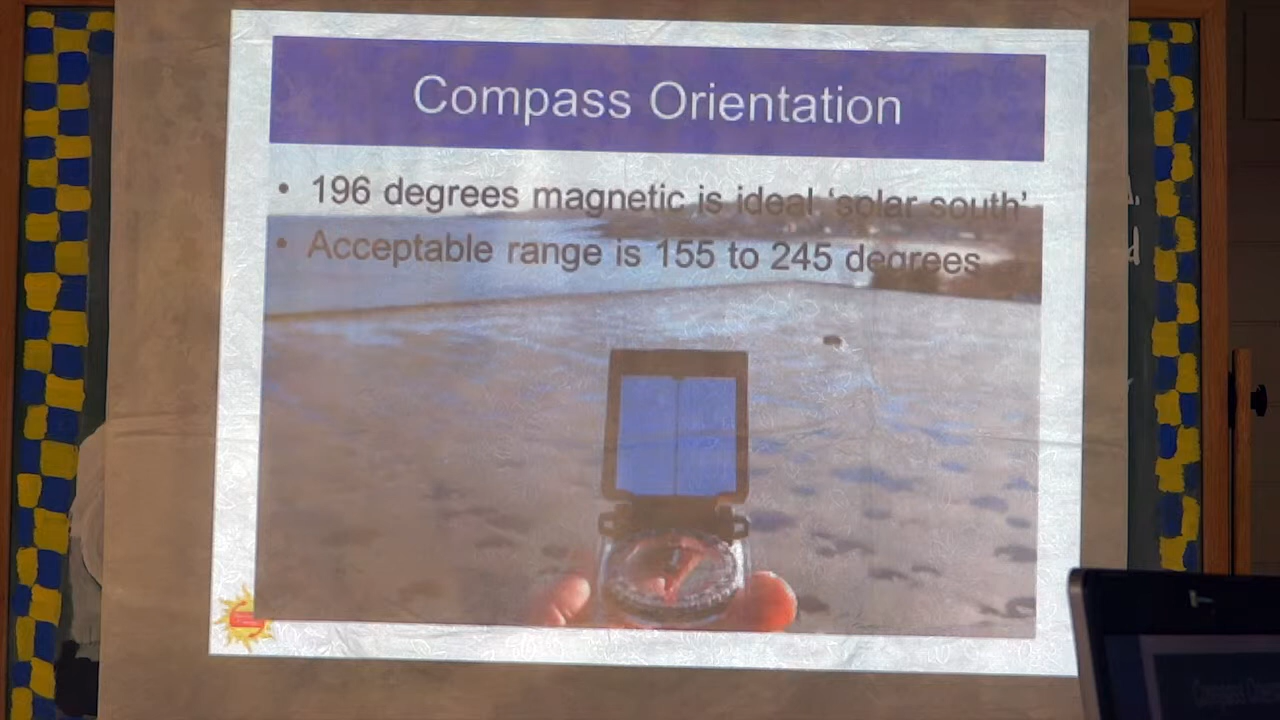 Compass Orientation
• 196 degrees magnetic is ideal ‘solar south’
• Acceptable range is 155 to 245 degrees